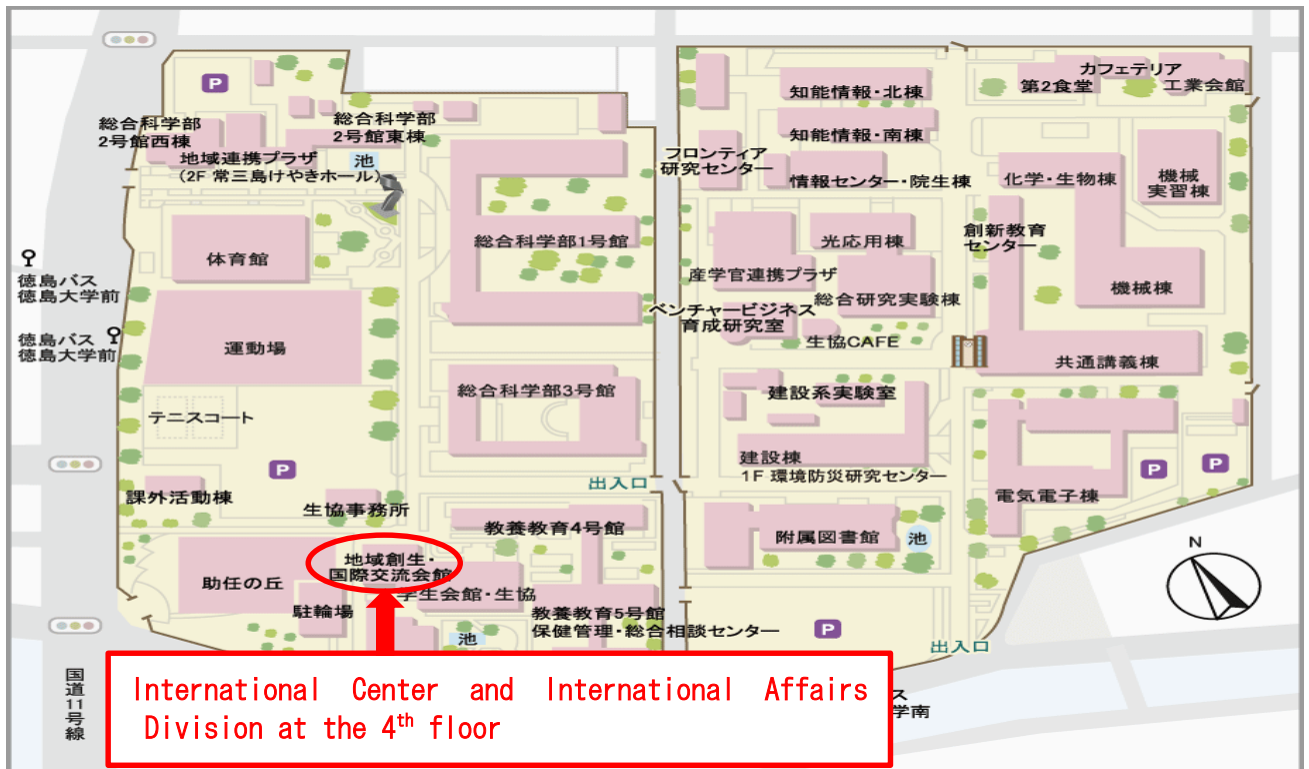 P
総合科学部
2号館西棟
総合科学部
2号館東棟
地域連携プラザ
(2F 常三島けやきホール)
池
体育館
総合科学部1号館
徳島バス
徳島大学前
徳島バス
徳島大学前
運動場
総合科学部3号館
テニスコート
P
課外活動棟
生協事務所
出入口
教養教育4号館
地域創生・
国際交流会館
助任の丘
学生会館・生協
駐輪場
教養教育5号館
保健管理・総合相談センター
池
国道11号線
知能情報・北棟
知能情報・南棟
フロンティア
研究センター
情報センター・院生棟
カフェテリア
第2食堂
工業会館
化学・生物棟
機械
実習棟
創新教育
センター
光応用棟
産学官連携プラザ
総合研究実験棟
機械棟
ベンチャービジネス
育成研究室
生協CAFE
共通講義棟
建設系実験室
建設棟
1F 環境防災研究センター
P
P
電気電子棟
附属図書館
池
N
P
出入口
ス
学南
International Center and International Affairs
Division at the 4th floor